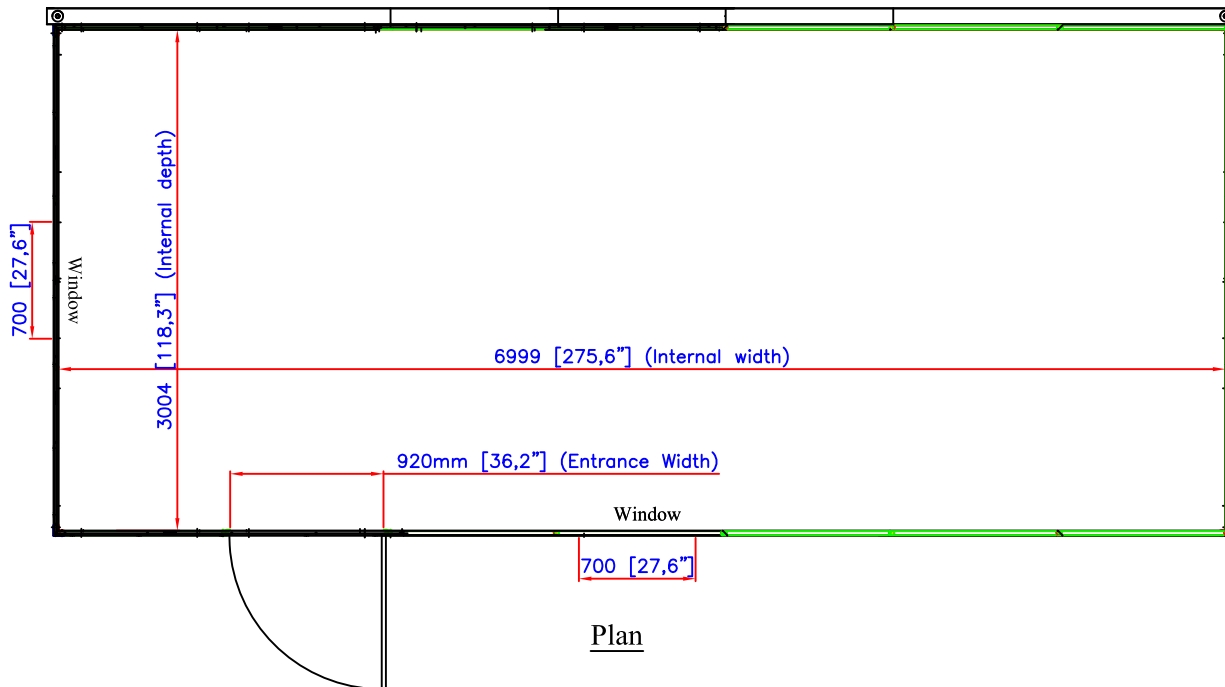 3004 [118,3”] (Internal depth)
700 [27,6”]
Window
6999 [275,6”] (Internal width)
920mm [36,2”] (Entrance Width)
Window
700 [27,6”]
Plan